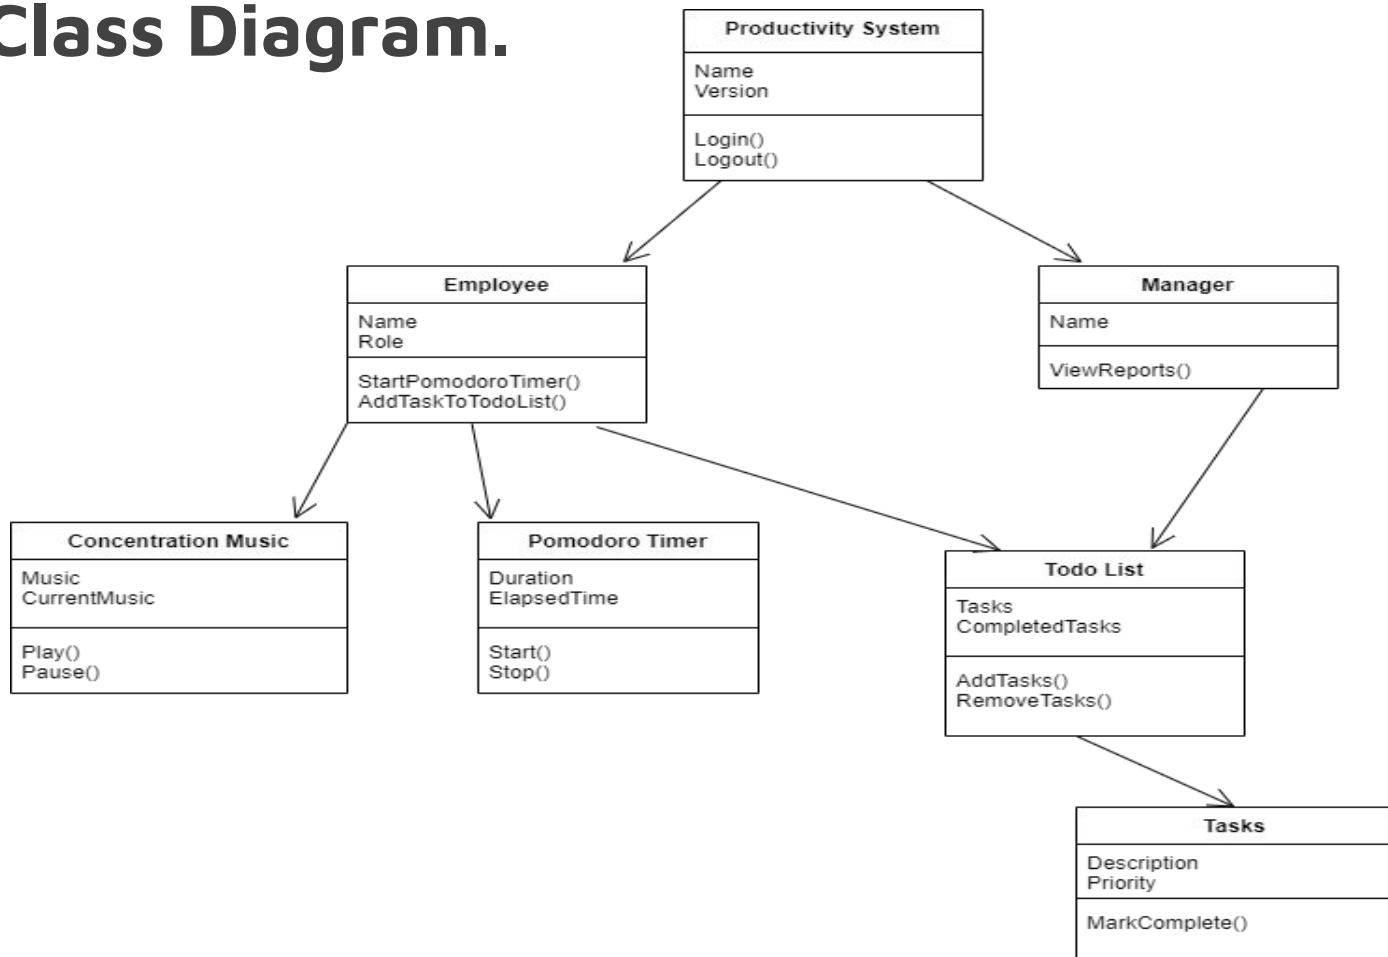 Class Diagram.
Productivity System
Name
Version
Login()
Logout()
Employee
Name
Role
StartPomodoroTimer()
AddTaskToTodoList()
Manager
Name
ViewReports()
Concentration Music
Music
CurrentMusic
Play()
Pause()
Pomodoro Timer
Duration
ElapsedTime
Start()
Stop()
Todo List
Tasks
CompletedTasks
AddTasks()
RemoveTasks()
Tasks
Description
Priority
MarkComplete()